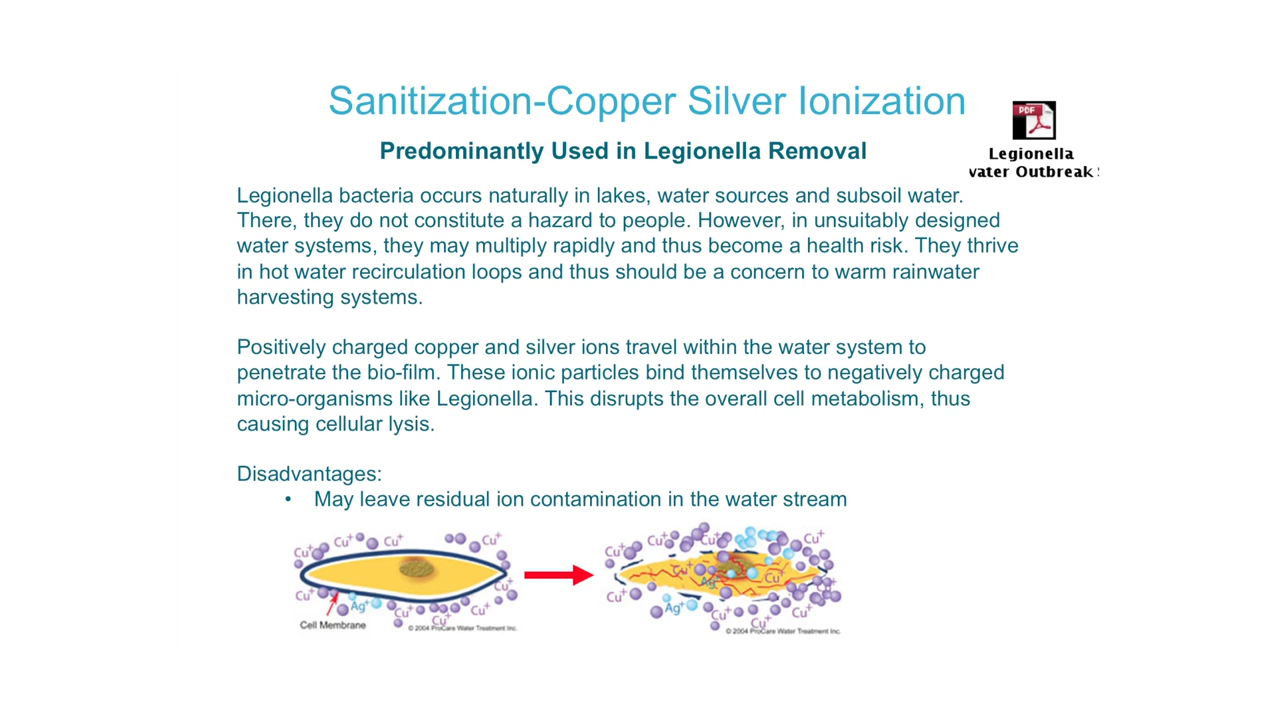 Sanitization-Copper Silver Ionization
PDF
Legionella
vater Outbreak
Predominantly Used in Legionella Removal
Legionella bacteria occurs naturally in lakes, water sources and subsoil water.
There, they do not constitute a hazard to people. However, in unsuitably designed
water systems, they may multiply rapidly and thus become a health risk. They thrive
in hot water recirculation loops and thus should be a concern to warm rainwater
harvesting systems.
Positively charged copper and silver ions travel within the water system to
penetrate the bio-film. These ionic particles bind themselves to negatively charged
micro-organisms like Legionella. This disrupts the overall cell metabolism, thus
causing cellular lysis.
Disadvantages:
• May leave residual ion contamination in the water stream
Cu+ Cu+ Cu+ Cu+
Cu+ Cu+
Ag+ Cu+ Cu+ Cu+
Cell Membrane
© 2004 ProCare Water Treatment Inc.
Cu+ Cu+ Cu+ Cu+
Cu+ Ag+ Cu+
Cu+ Cu+
Ag+ Cu+ Cu+ Cu+
© 2004 ProCare Water Treatment Inc.